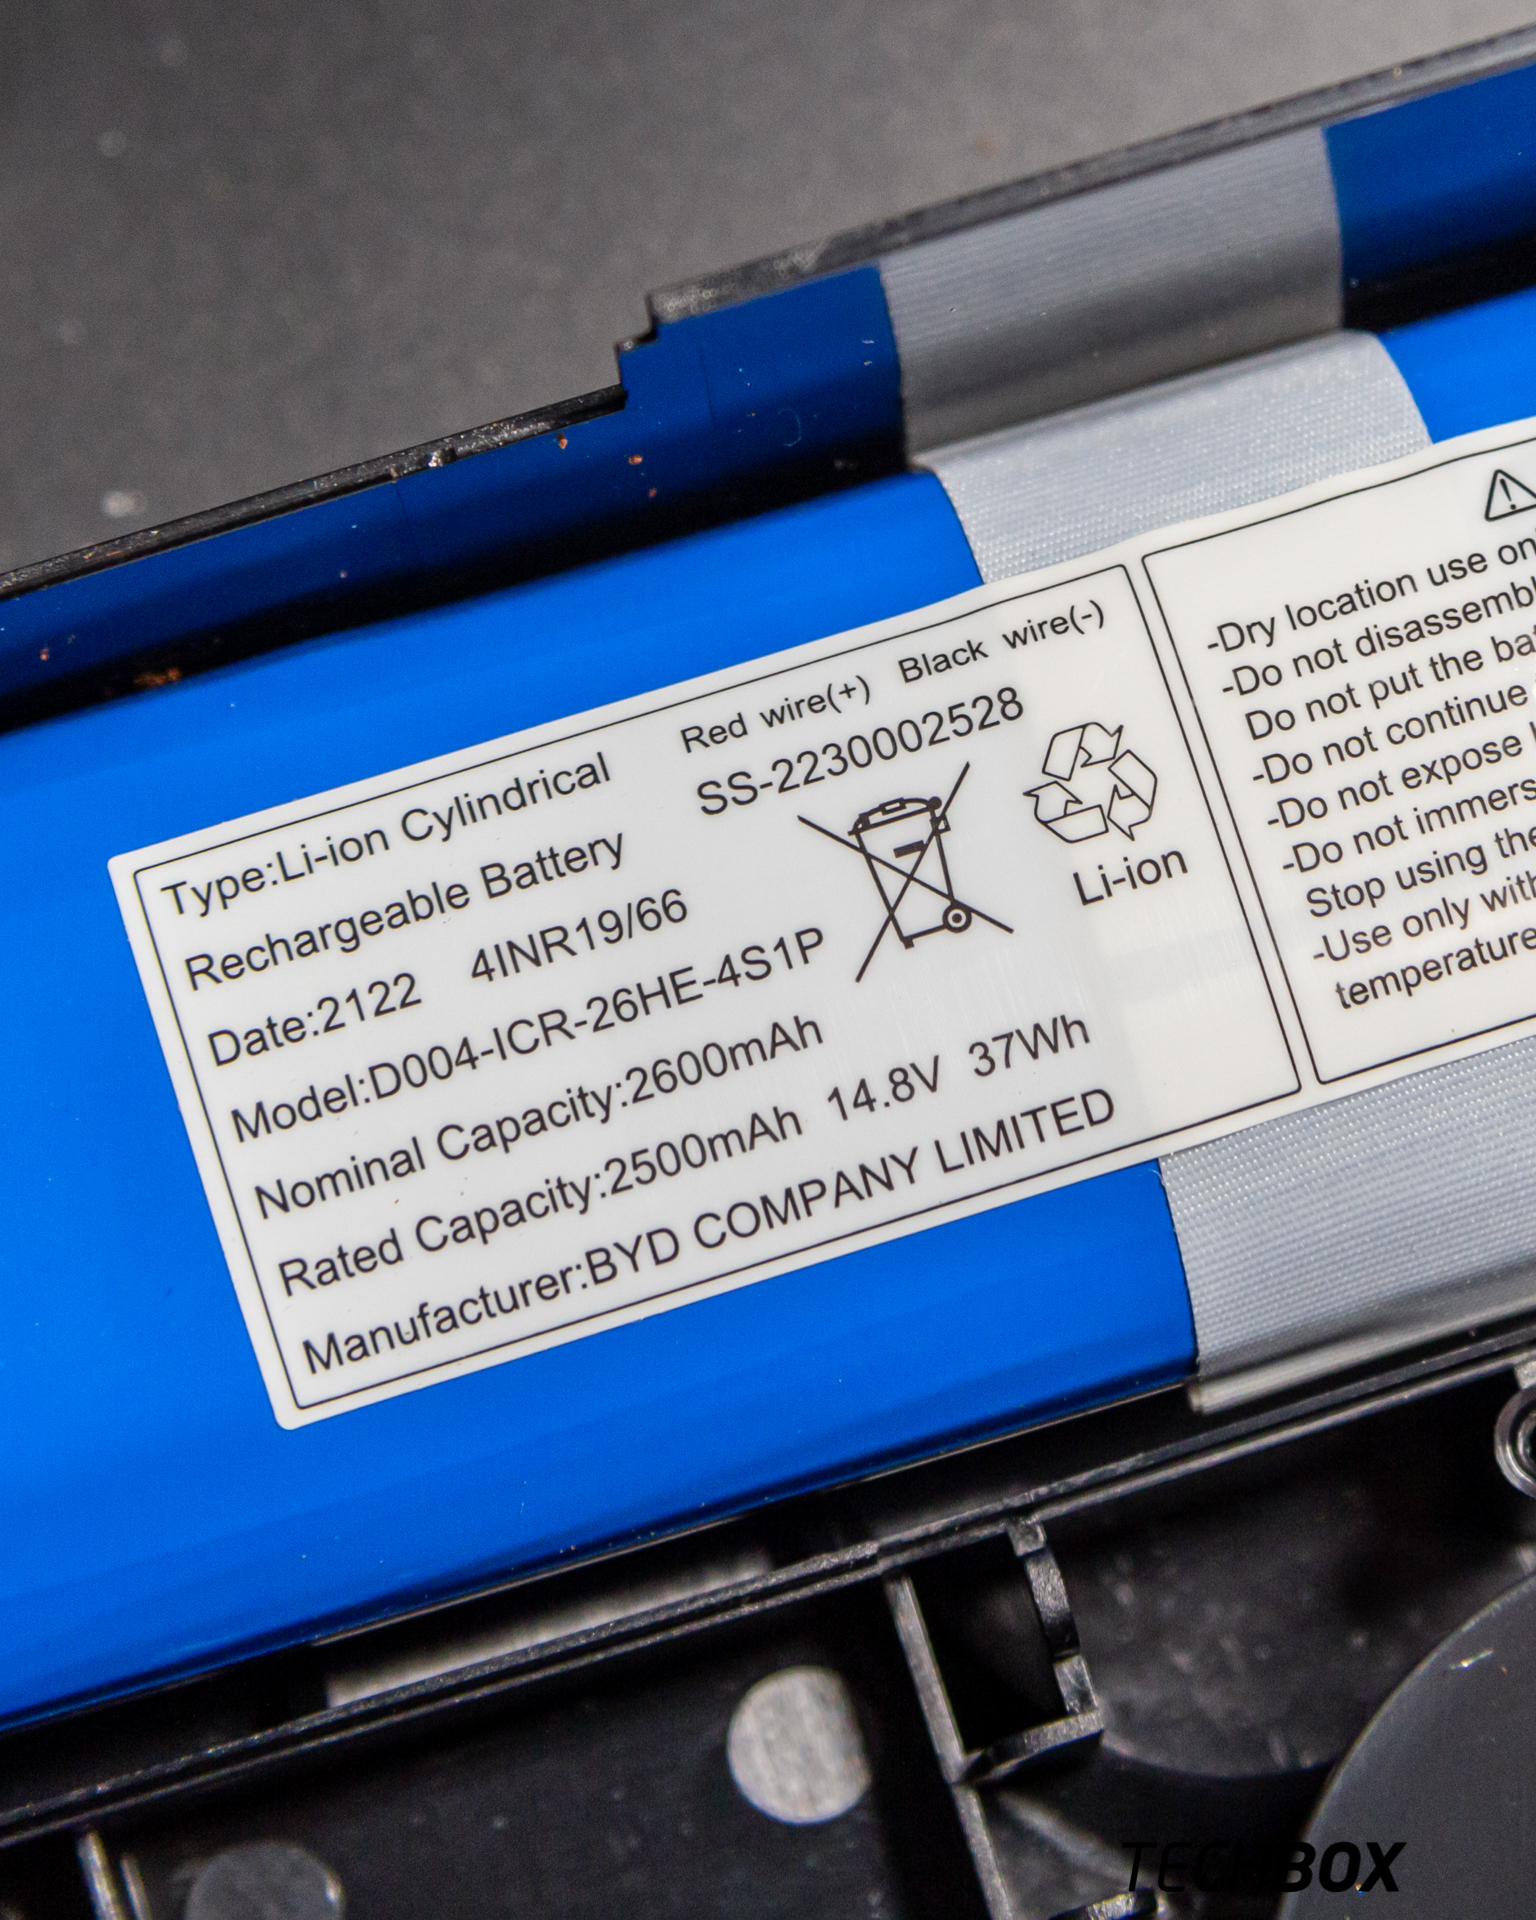 Type:Li-ion Cylindrical
Rechargeable Battery
Date:2122 4INR19/66
Model:D004-ICR-26HE-4S1P
Nominal Capacity:2600mAh
Rated Capacity:2500mAh 14.8V 37Wh
Manufacturer:BYD COMPANY LIMITED
Red wire(+) Black wire(-)
SS-2230002528
Li-ion
-Dry location use
-Do not
Do not put the
-Do not continue
-Do not expose
-Do not
Stop using the
-Use only
temperature
TECHBOX